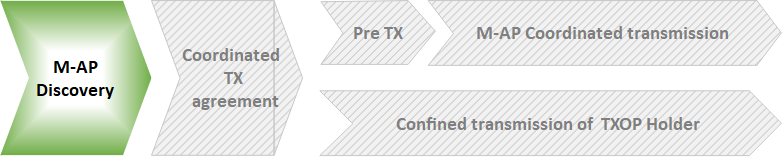 M-AP
Discovery
Coordinated
TX
agreement
Pre TX
M-AP Coordinated transmission
Confined transmission of TXOP Holder